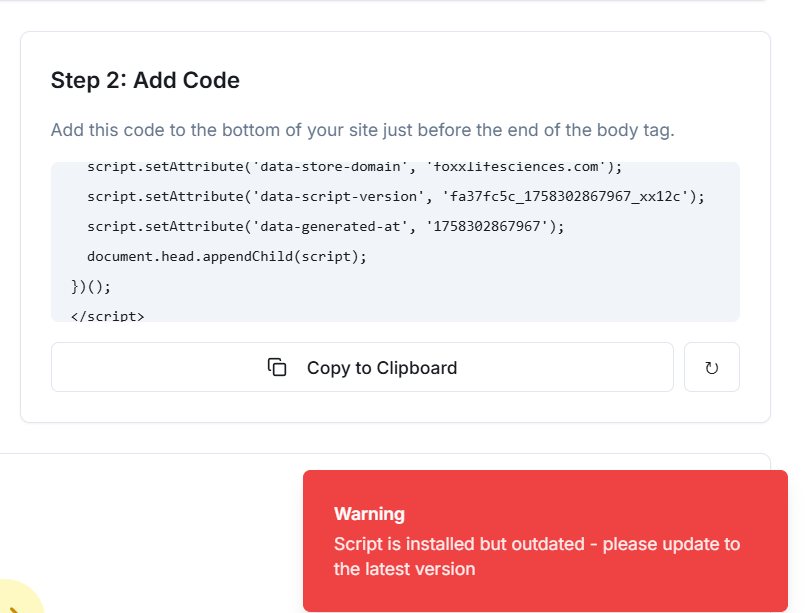 Step 2: Add Code
Add this code to the bottom of your site just before the end of the body tag.
script.setAttribute('data-store-domain', 'foxxlifesciences.com');
script.setAttribute('data-script-version', 'fa37fc5c_1758302867967_xx12c');
script.setAttribute('data-generated-at', '1758302867967');
document.head.appendChild(script);
})();
</script>
Copy to Clipboard
Warning
Script is installed but outdated - please update to
the latest version